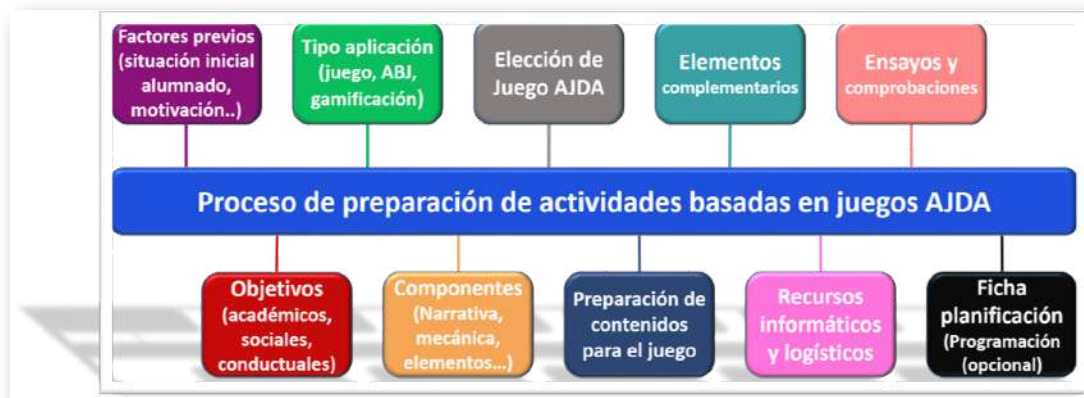 Factores previos
(situación inicial
alumnado,
motivación..)
Tipo aplicación
(juego, ABJ,
gamificación)
Elección de
Juego AJDA
Elementos
complementarios
Ensayos y
comprobaciones
Proceso de preparación de actividades basadas en juegos AJDA
Objetivos
(académicos,
sociales,
conductuales)
Componentes
(Narrativa,
mecánica,
elementos...)
Preparación de
contenidos
para el juego
Recursos
informáticos
y logísticos
Ficha
planificación
(Programación
(opcional)